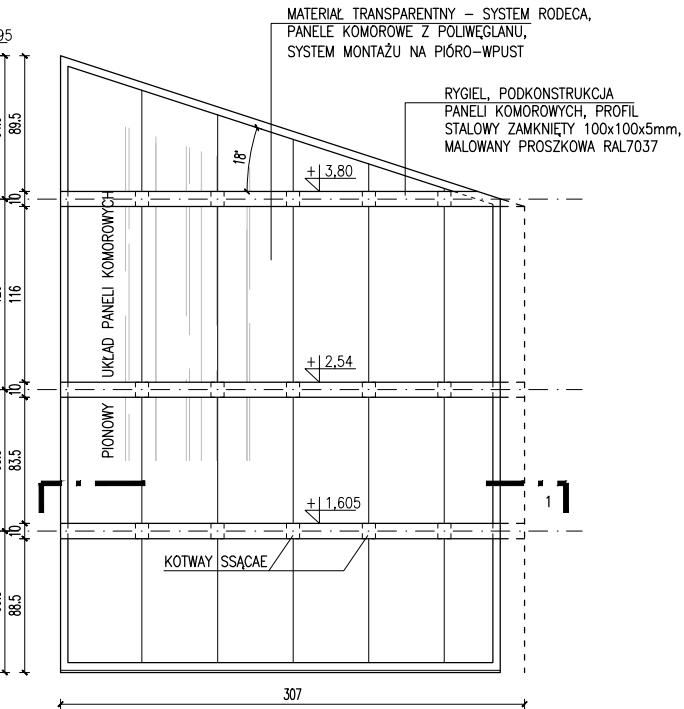 MATERIAŁ TRANSPARENTNY – SYSTEM RODECA,
PANELE KOMOROWE Z POLIWĘGLANU,
SYSTEM MONTAŻU NA PIÓRO-WPUST
RYGIEL, PODKONSTRUKCJA
PANELI KOMOROWYCH, PROFIL
STALOWY ZAMKNIĘTY 100x100x5mm,
MALOWANY PROSZKOWA RAL7037
95
89.5
18°
+ 3,80
10
PIONOWY UKŁAD PANELI KOMOROWYCH
116
+ 2,54
10
83.5
1
+ 1,605
10
KOTWAY SSĄCAE
88.5
307